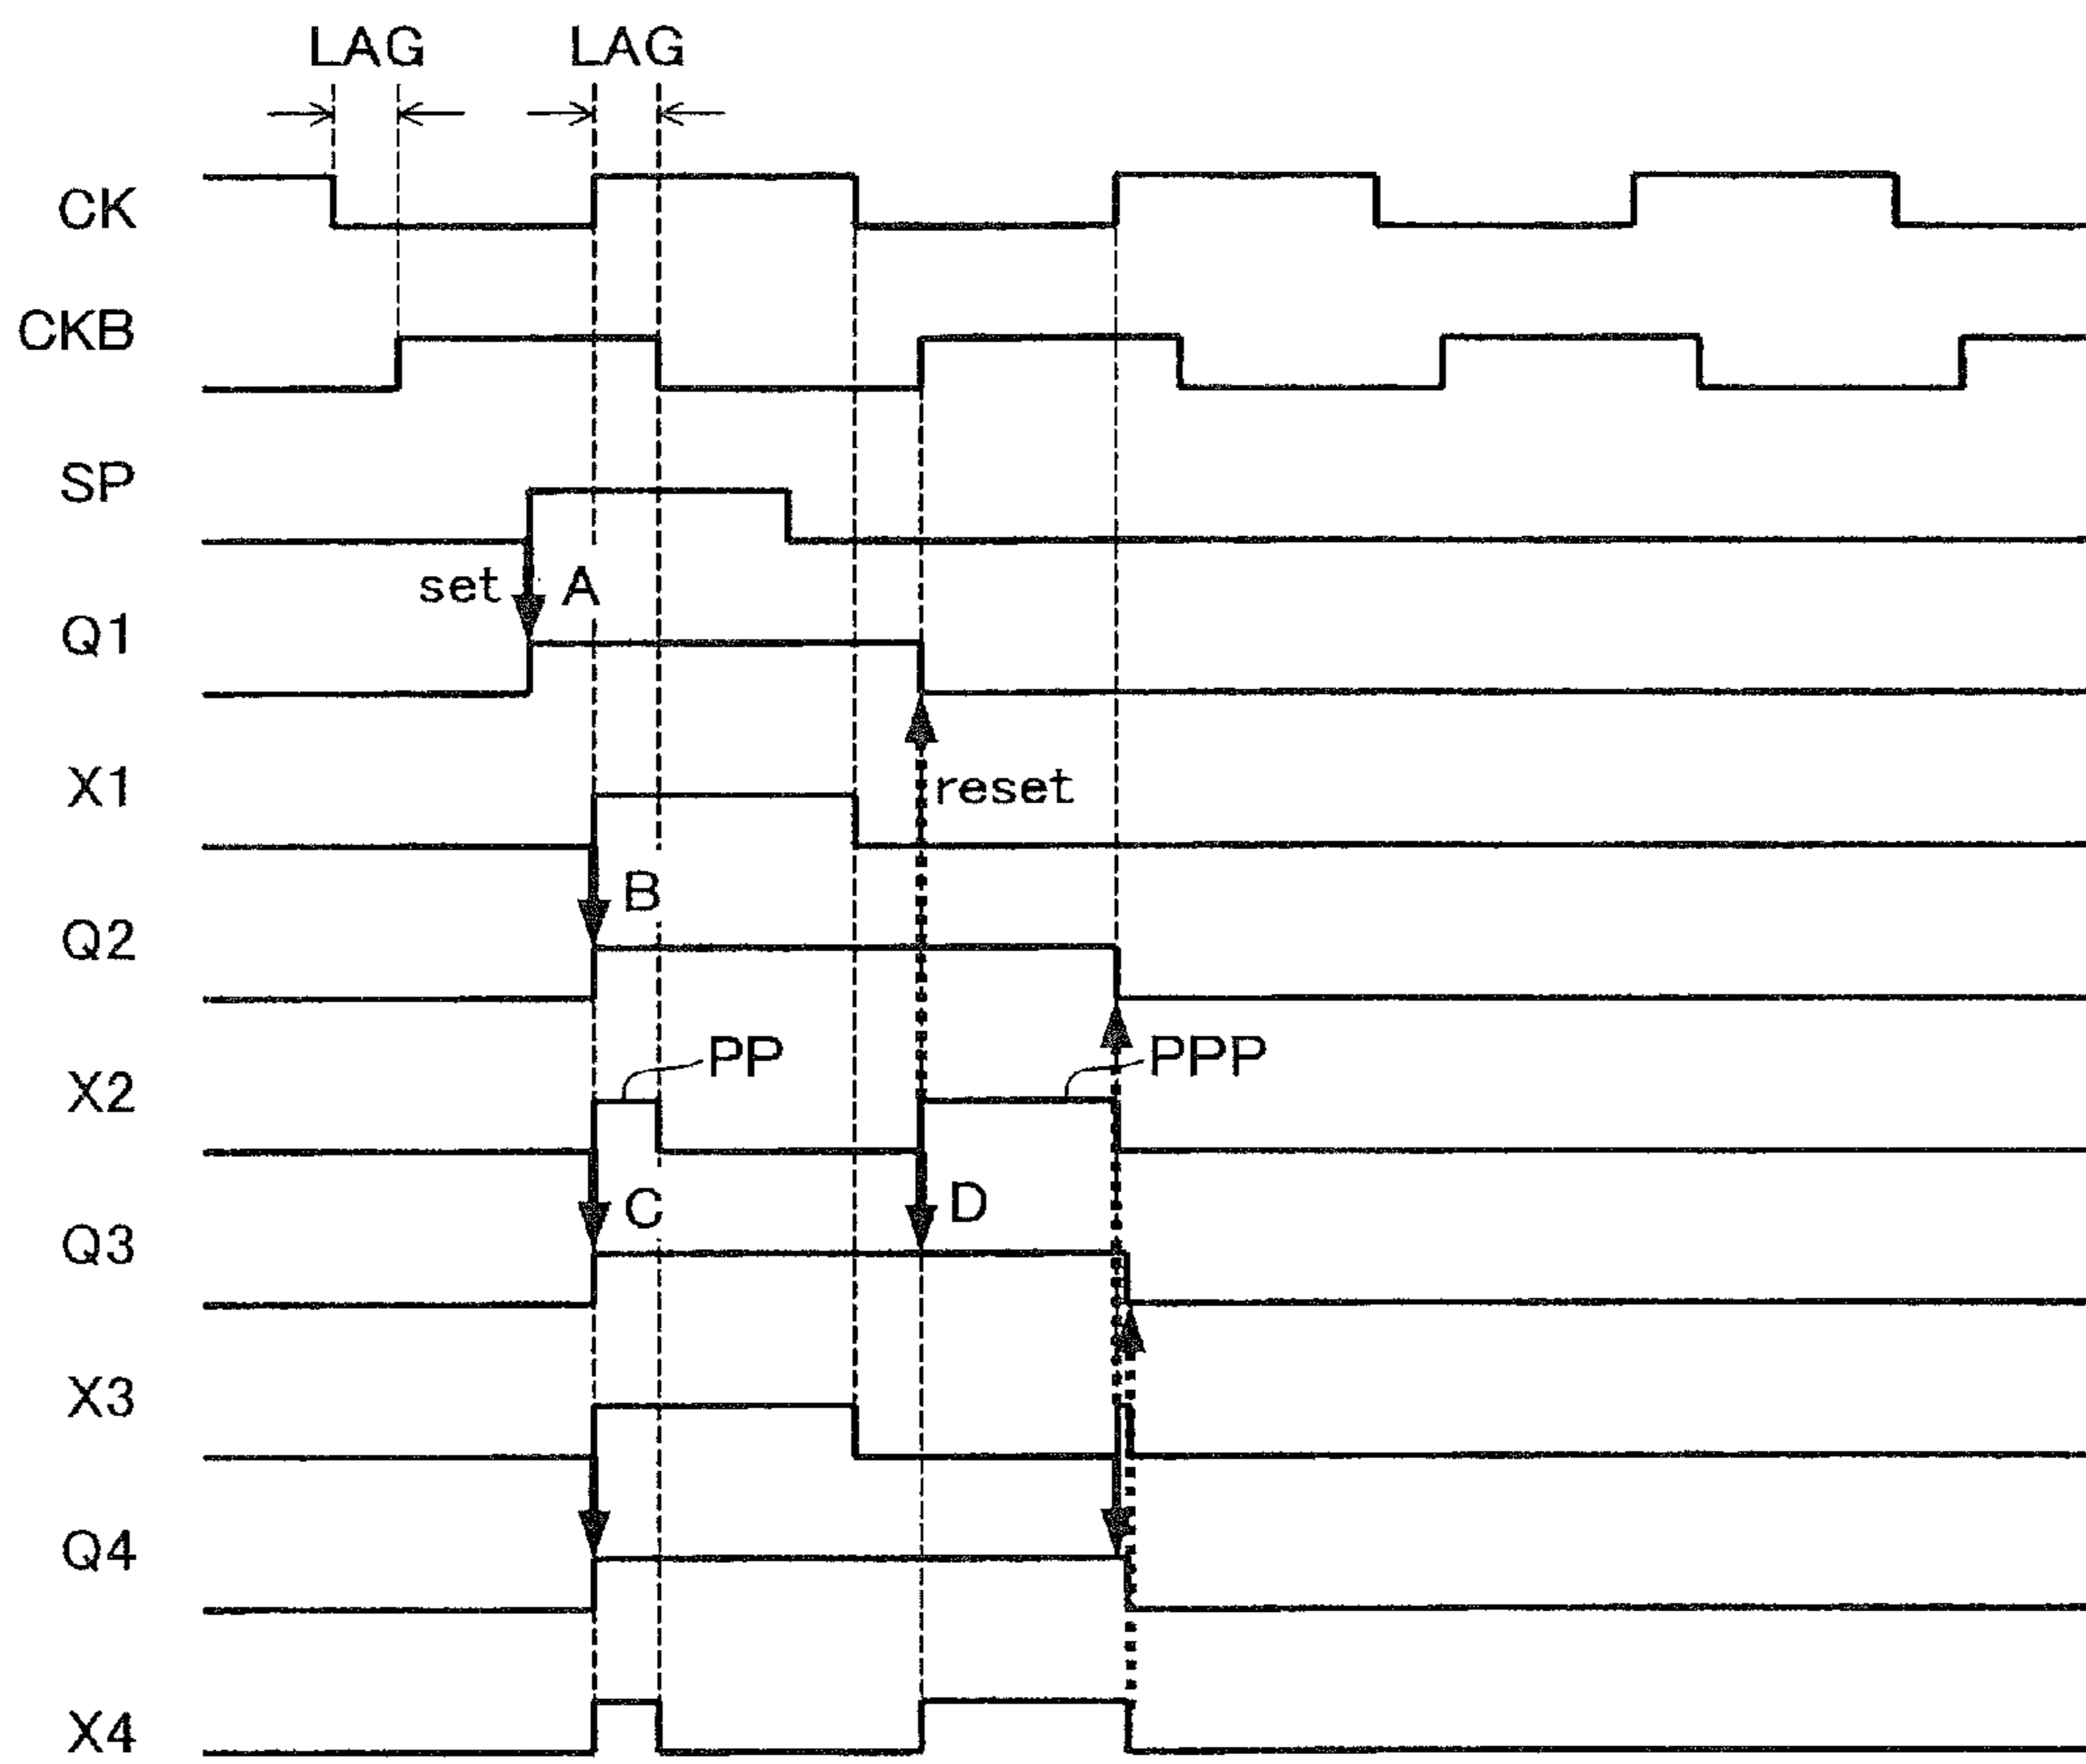 LAG LAG
CK
CKB
SP
set A
Q1
X1 reset
B
Q2
PP PPP
X2
C D
Q3
X3
Q4
X4